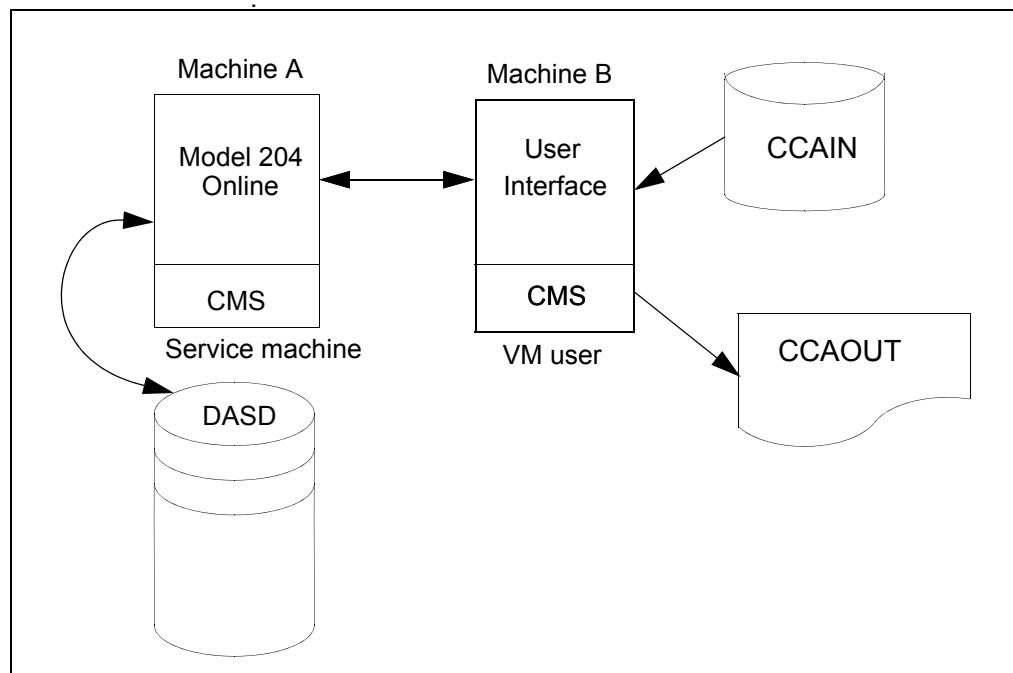 Machine A
Machine B
Model 204
Online
User
Interface
CCAIN
CMS
CMS
Service machine
VM user
CCAOUT
DASD